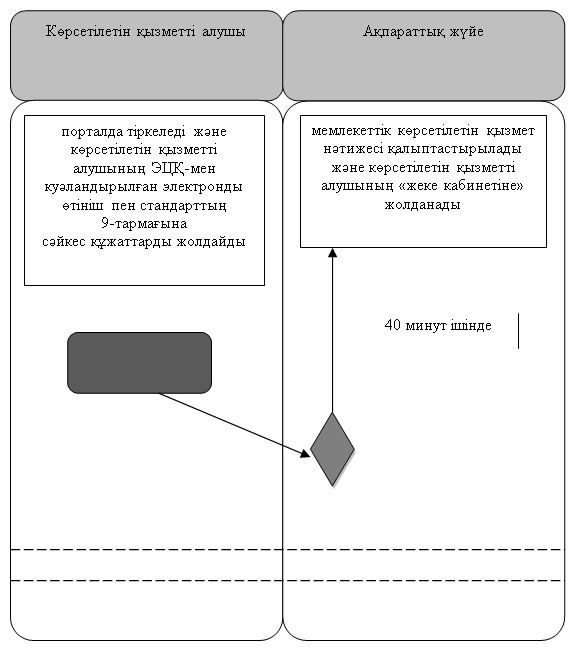 Көрсетілетін қызметті алушы
Ақпараттық жүйе
порталда тіркеледі және
көрсетілетін қызметті
алушының ЭЦҚ-мен
куәландырылған электронды
өтініш пен стандарттың
9-тармағына
сәйкес құжаттарды жолдайды
мемлекеттік көрсетілетін қызмет
нәтижесі қалыптастырылады
және көрсетілетін қызметті
алушының «жеке кабинетіне»
жолданады
40 минут ішінде